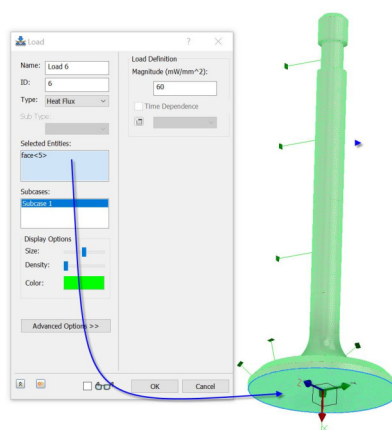 Load
Name: Load 6
ID: 6
Type: Heat Flux
Sub Type:
Selected Entities:
face<5>
Subcases:
Subcase 1
Display Options
Size:
Density:
Color:
Advanced Options >>
Load Definition
Magnitude (mW/mm^2):
60
Time Dependence
OK Cancel